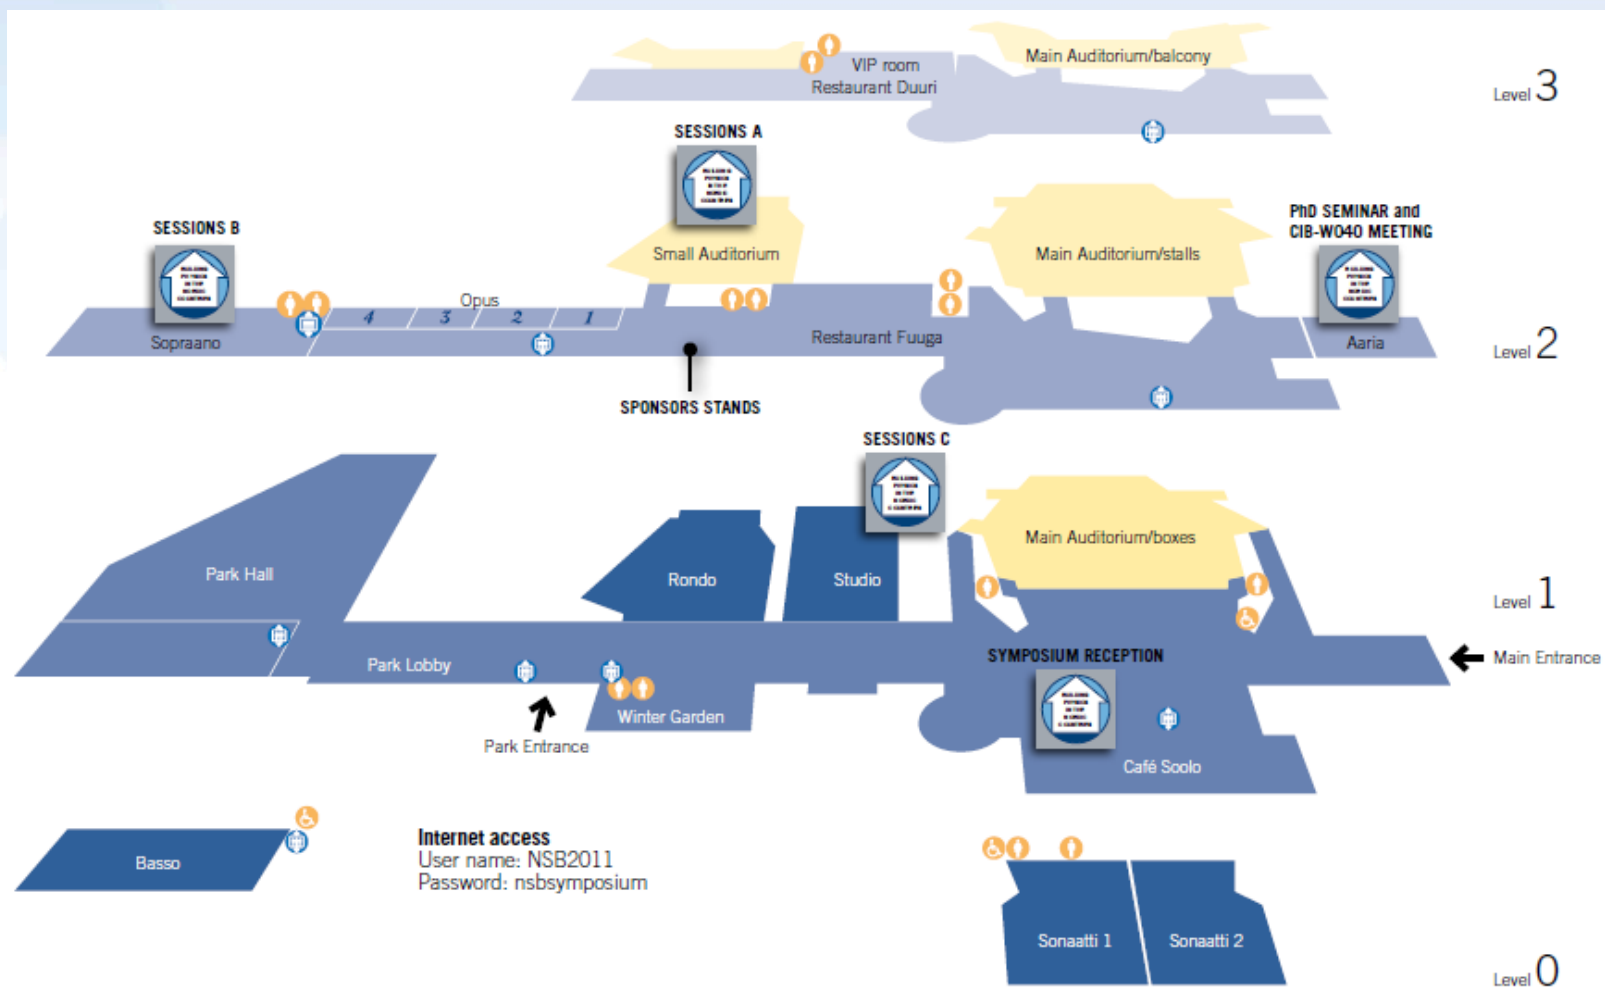 Main Auditorium/balcony
VIP room
Restaurant Duuri
Level 3
SESSIONS A
SESSIONS B
PhD SEMINAR and
CIB-W040 MEETING
Small Auditorium
Main Auditorium/stalls
Opus
4 3 2 1
Sopraano
Restaurant Fuuga
Aaria
Level 2
SPONSORS STANDS
SESSIONS C
Main Auditorium/boxes
Park Hall
Rondo
Studio
Level 1
Park Lobby
SYMPOSIUM RECEPTION
Main Entrance
Winter Garden
Park Entrance
Café Soolo
Internet access
User name: NSB2011
Password: nsbsymposium
Basso
Sonaatti 1
Sonaatti 2
Level 0